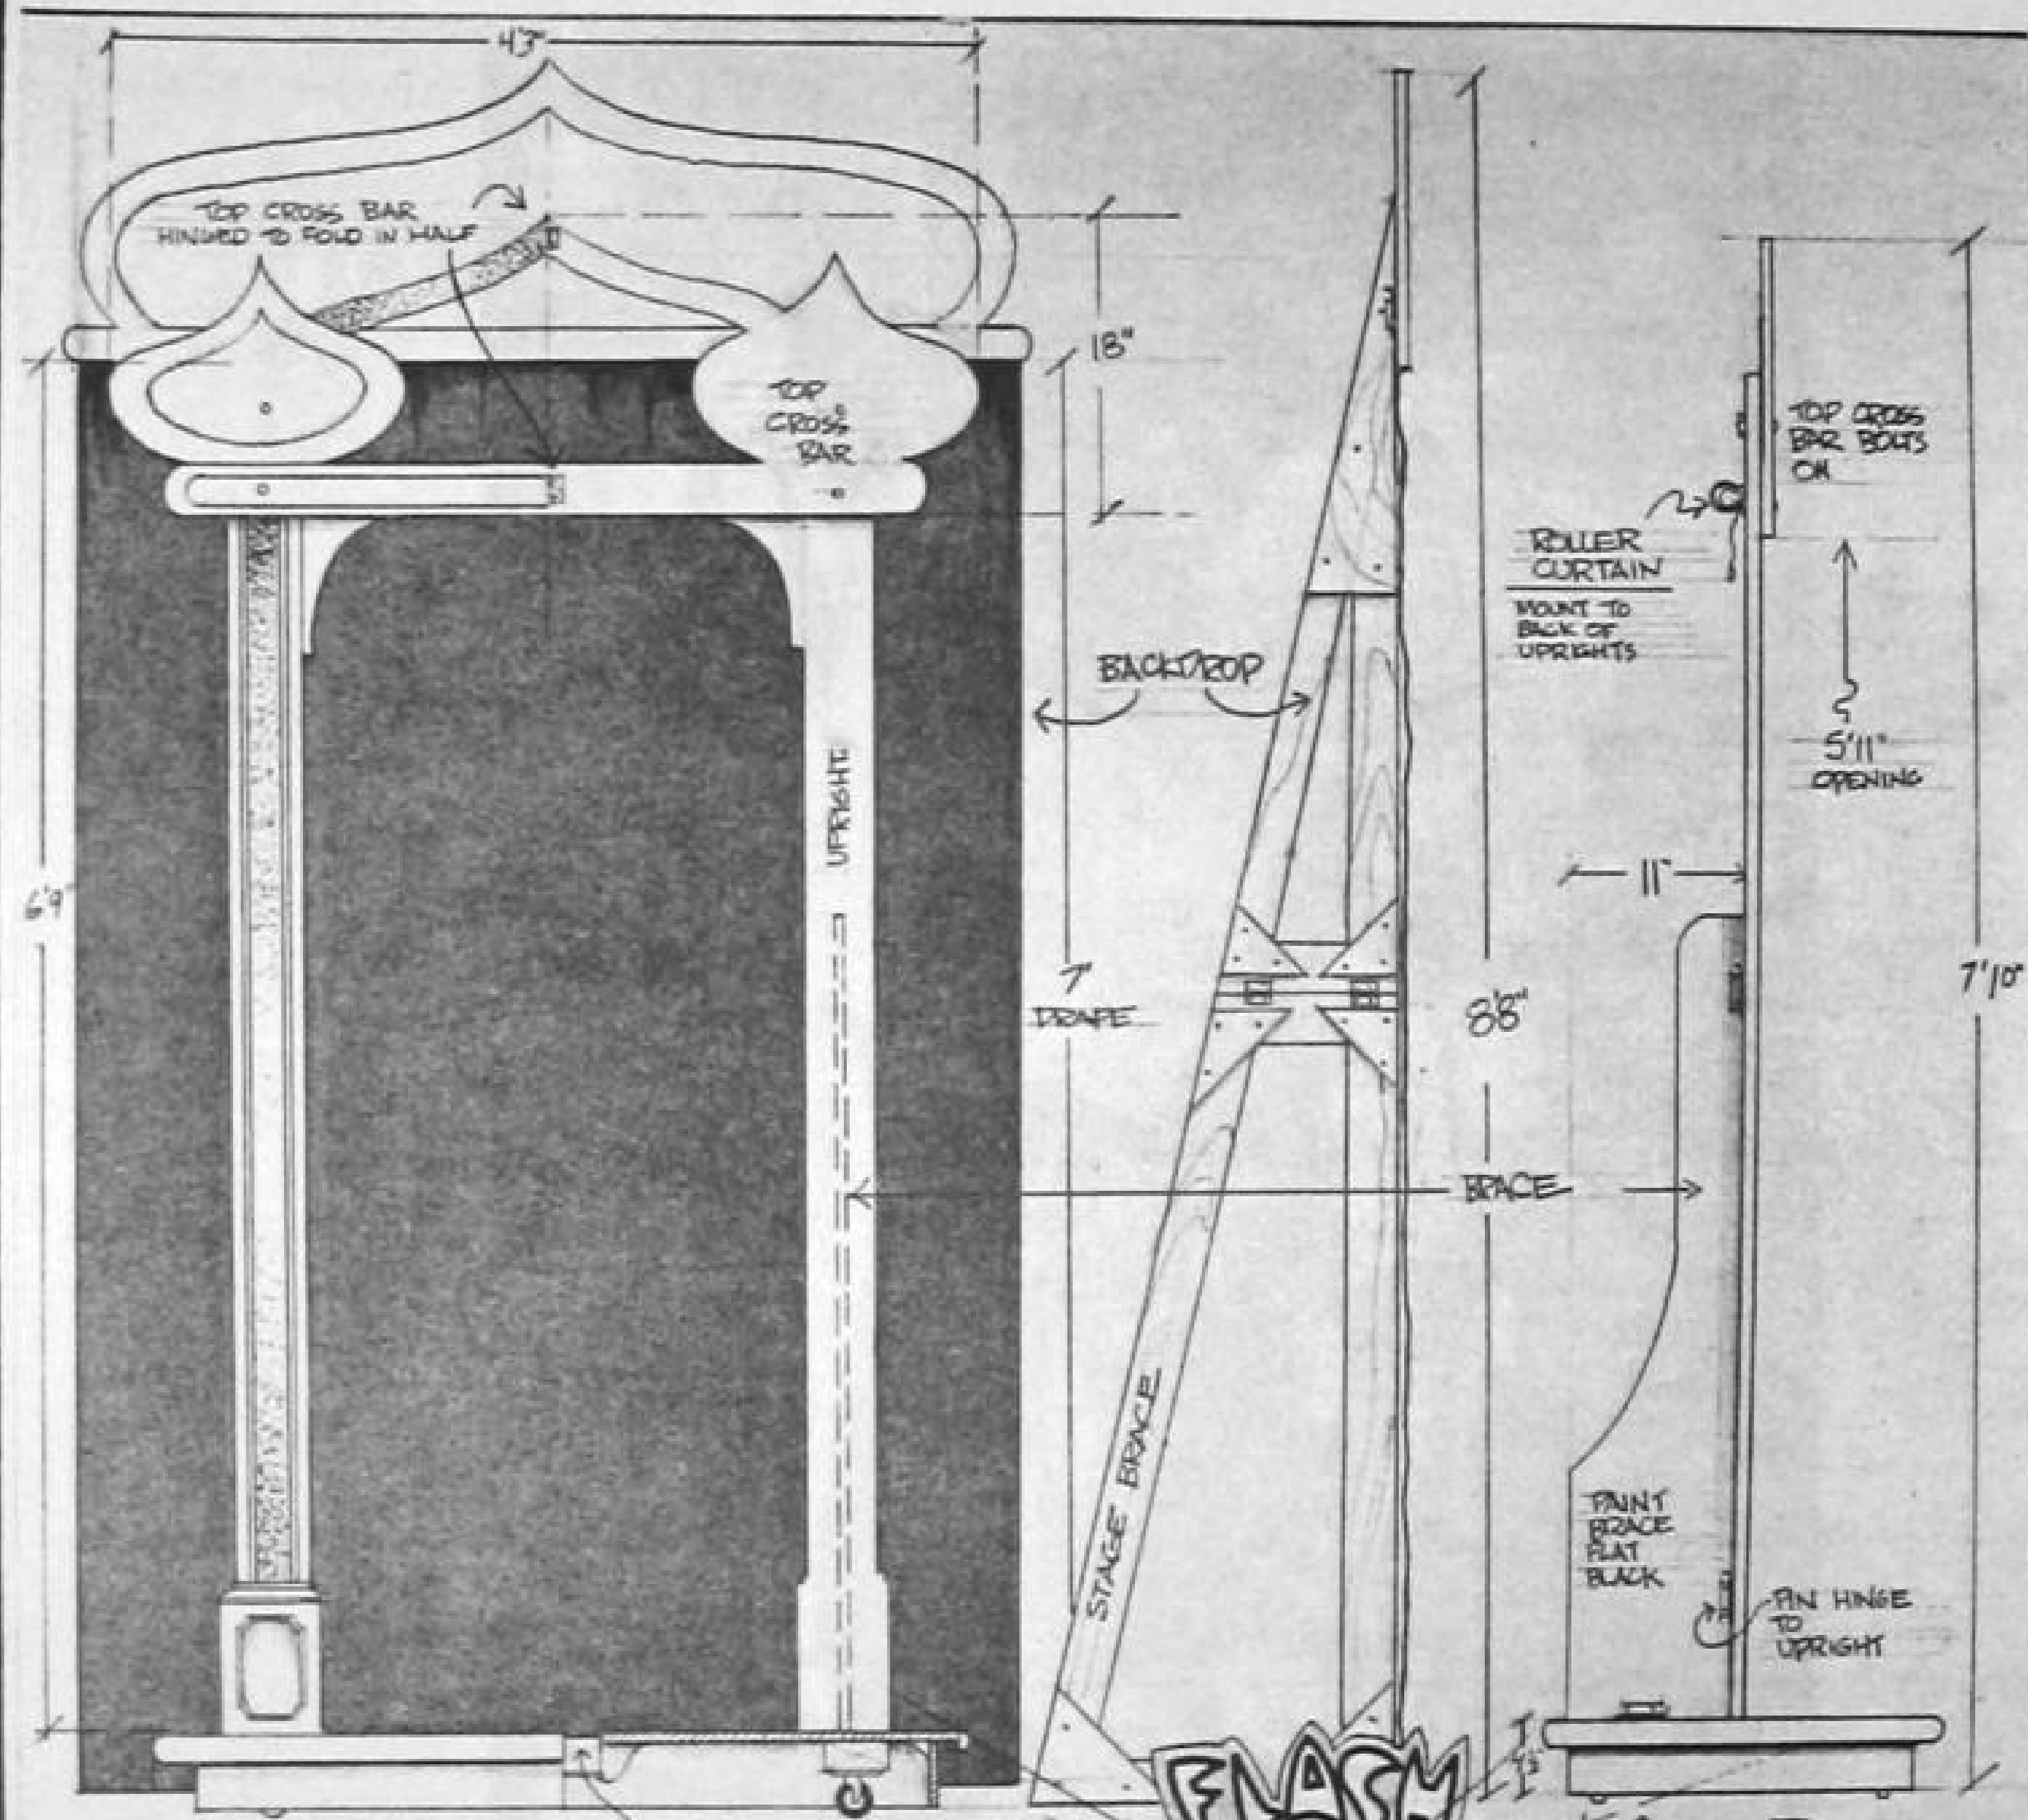 43"
TOP CROSS BAR
HINGED TO FOLD IN HALF
18"
TOP
CROSS
BAR
TOP CROSS
BAR BOLTS
ON
ROLLER
CURTAIN
MOUNT TO
BACK OF
UPRIGHTS
BACKDROP
5'11"
OPENING
UPRIGHT
11"
6'9"
7'
DRAPE
8'8"
7'10"
BRACE
STAGE BRACE
PAINT
BRACE
FLAT
BLACK
PIN HINGE
TO
UPRIGHT
FLASH